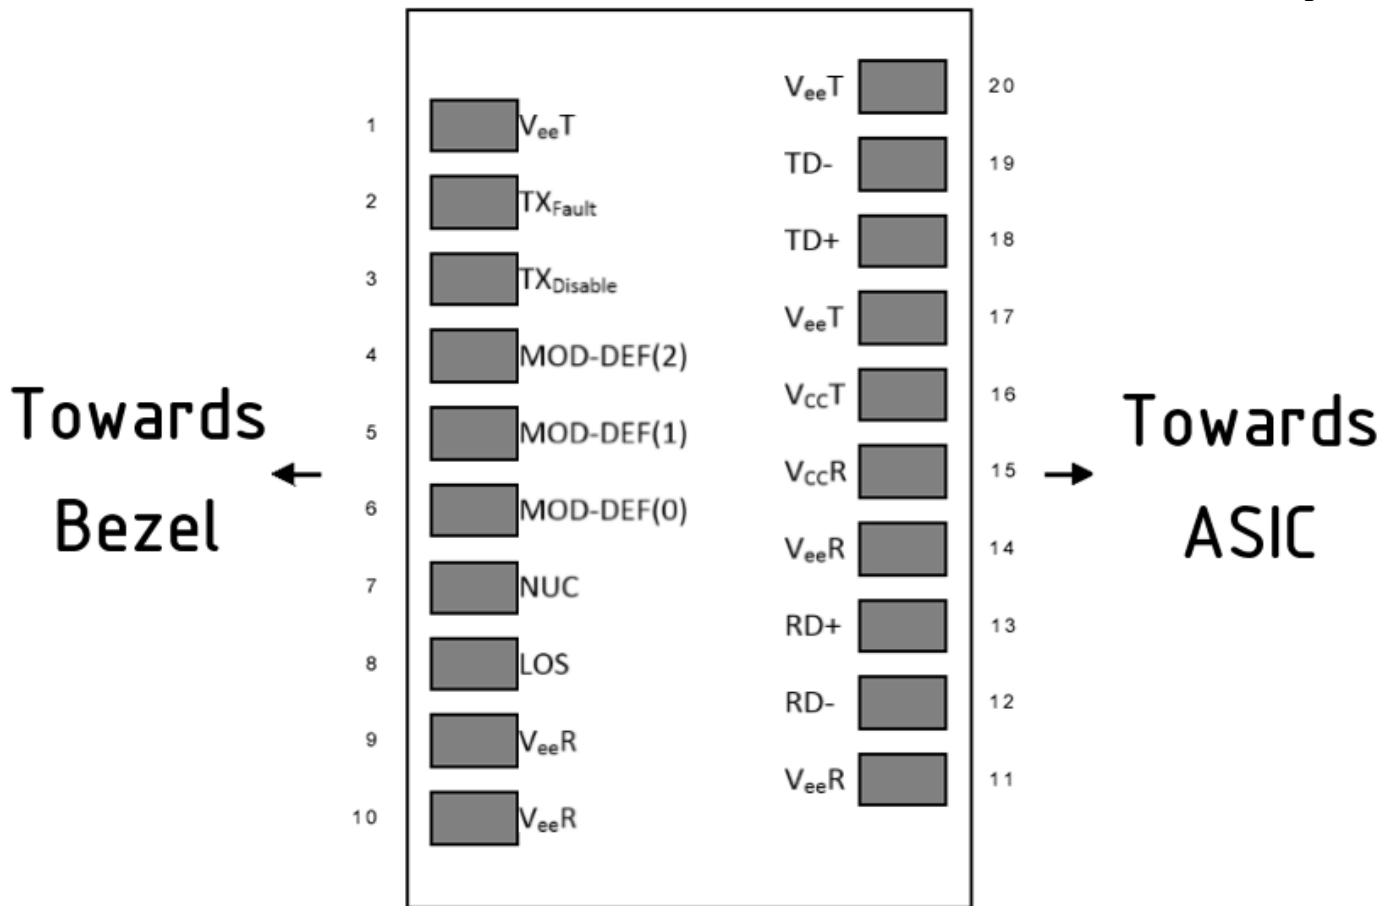 VeeT 20
1 VeeT
TD- 19
2 TXFault
TD+ 18
3 TXDisable
VeeT 17
4 MOD-DEF(2)
VCCT 16
5 MOD-DEF(1)
VCCR 15
6 MOD-DEF(0)
VeeR 14
7 NUC
RD+ 13
8 LOS
RD- 12
9 VeeR
VeeR 11
10 VeeR
Towards
Bezel
Towards
ASIC